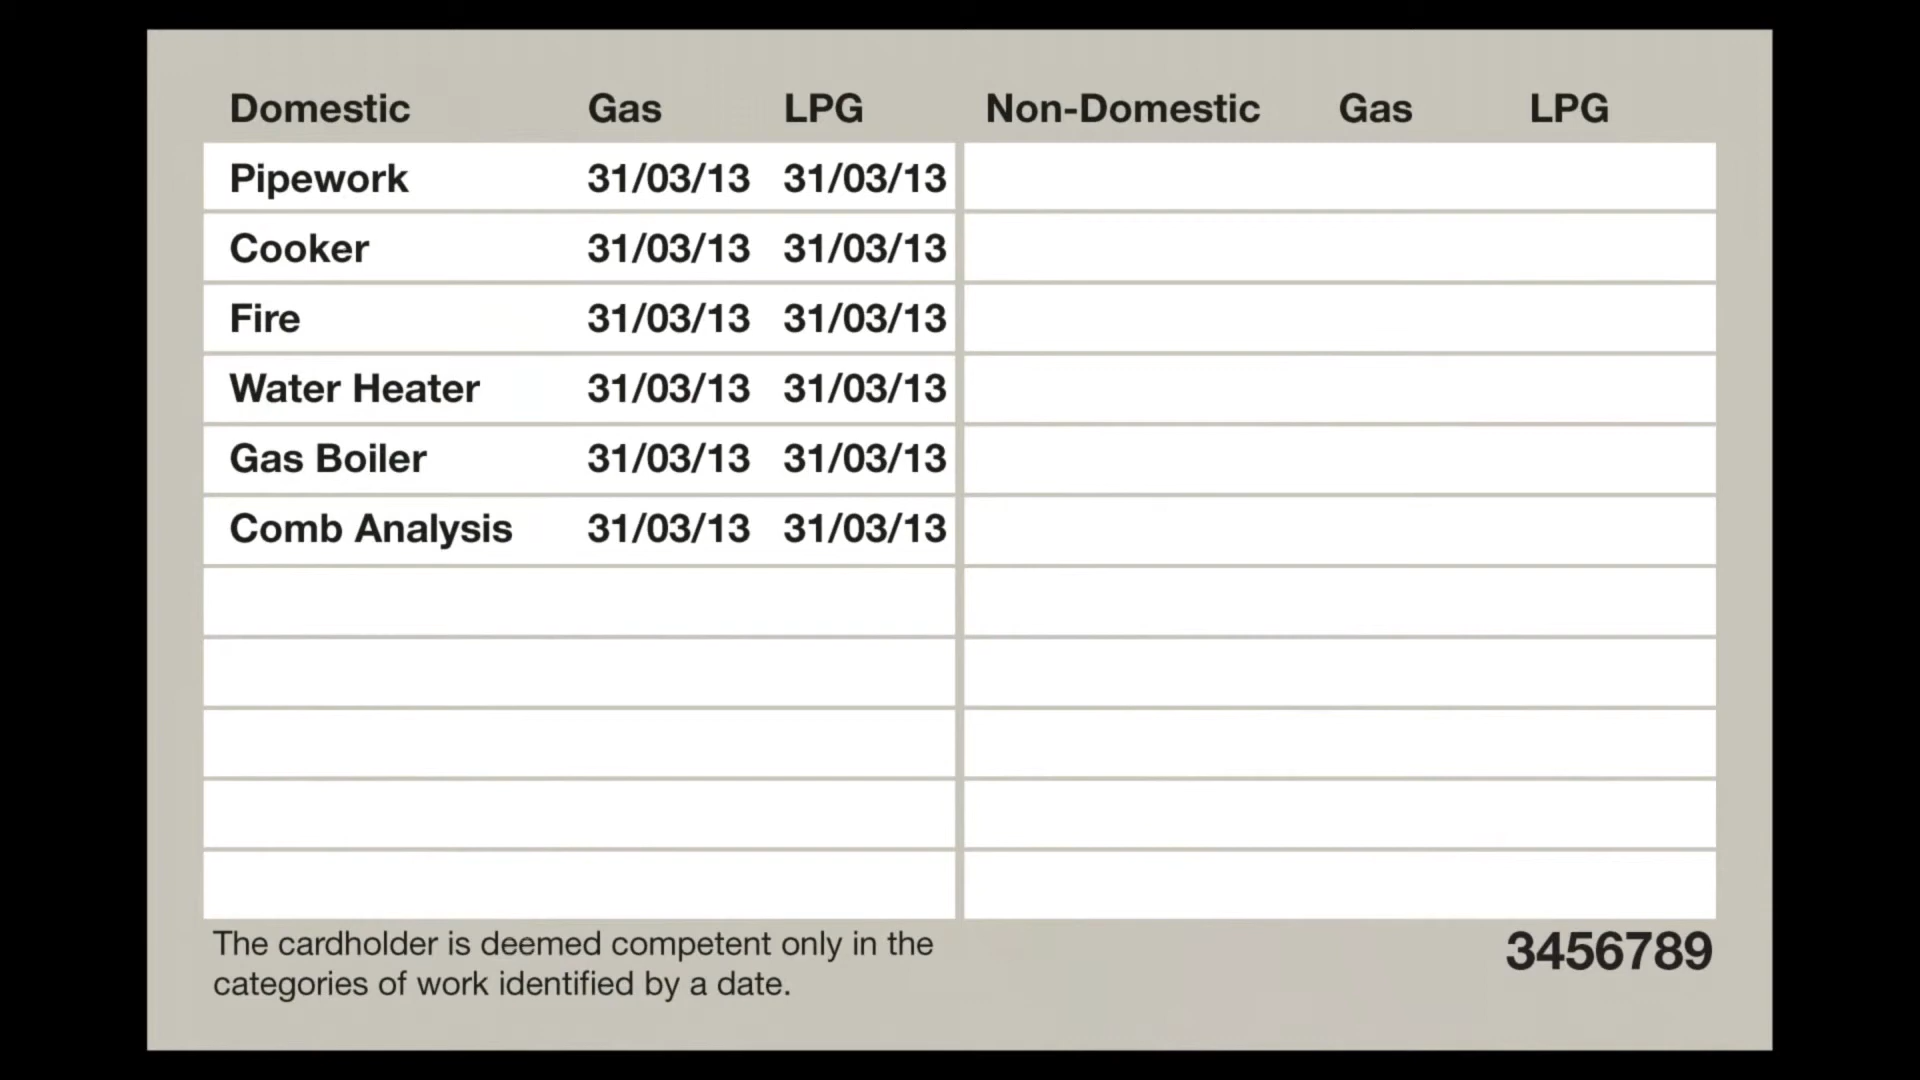 Domestic Gas LPG Non-Domestic Gas LPG
Pipework 31/03/13 31/03/13
Cooker 31/03/13 31/03/13
Fire 31/03/13 31/03/13
Water Heater 31/03/13 31/03/13
Gas Boiler 31/03/13 31/03/13
Comb Analysis 31/03/13 31/03/13
The cardholder is deemed competent only in the
categories of work identified by a date.
3456789